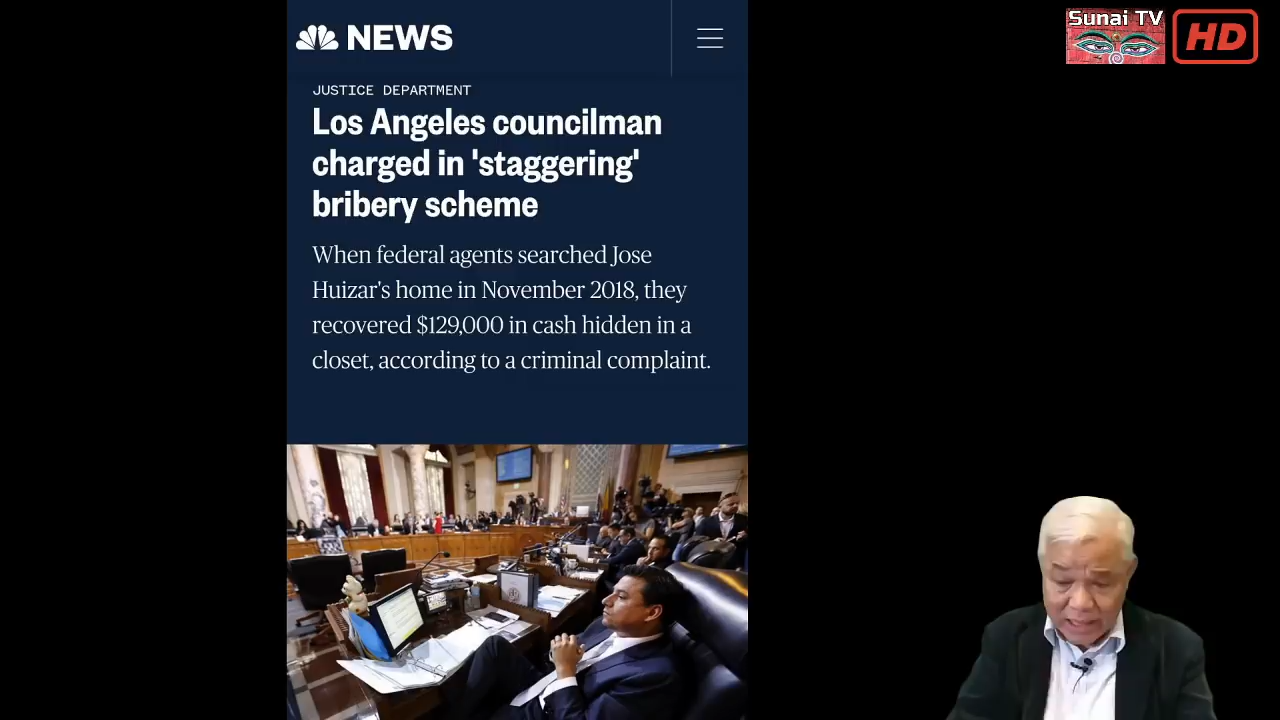 NEWS
JUSTICE DEPARTMENT
Los Angeles councilman
charged in 'staggering'
bribery scheme
When federal agents searched Jose
Huizar's home in November 2018, they
recovered $129,000 in cash hidden in a
closet, according to a criminal complaint.
Sunai TV
HD